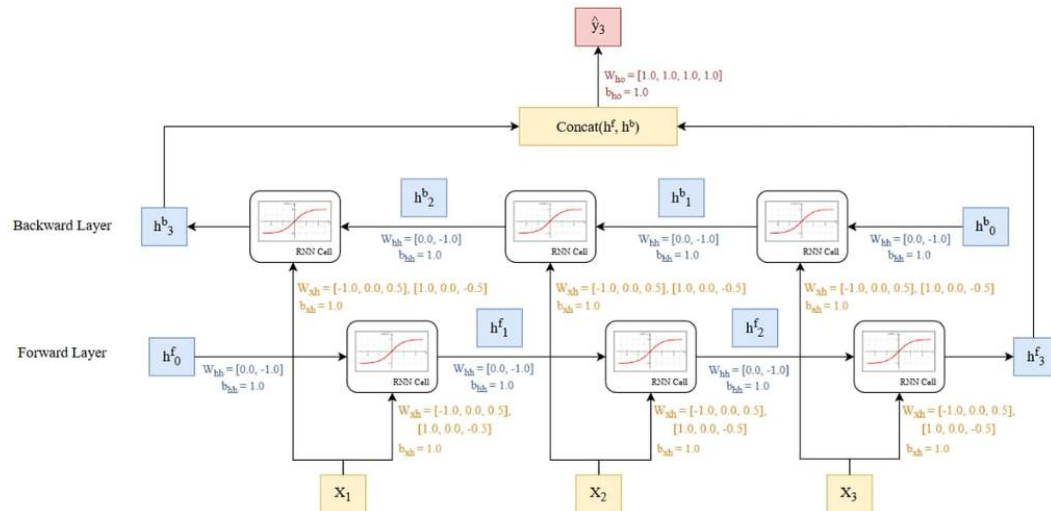 ŷ₃
Wₕₒ = [1.0, 1.0, 1.0, 1.0]
bₕₒ = 1.0
Concat(hᶠ, hᵇ)
Backward Layer
hᵇ₃
RNN Cell
hᵇ₂
Wₕₕ = [0.0, -1.0]
bₕₕ = 1.0
RNN Cell
hᵇ₁
Wₕₕ = [0.0, -1.0]
bₕₕ = 1.0
RNN Cell
Wₕₕ = [0.0, -1.0]
bₕₕ = 1.0
hᵇ₀
Wₓₕ = [-1.0, 0.0, 0.5], [1.0, 0.0, -0.5]
bₓₕ = 1.0
Wₓₕ = [-1.0, 0.0, 0.5], [1.0, 0.0, -0.5]
bₓₕ = 1.0
Wₓₕ = [-1.0, 0.0, 0.5], [1.0, 0.0, -0.5]
bₓₕ = 1.0
Forward Layer
hᶠ₀
Wₕₕ = [0.0, -1.0]
bₕₕ = 1.0
RNN Cell
hᶠ₁
Wₕₕ = [0.0, -1.0]
bₕₕ = 1.0
RNN Cell
hᶠ₂
Wₕₕ = [0.0, -1.0]
bₕₕ = 1.0
RNN Cell
hᶠ₃
Wₓₕ = [-1.0, 0.0, 0.5],
[1.0, 0.0, -0.5]
bₓₕ = 1.0
Wₓₕ = [-1.0, 0.0, 0.5],
[1.0, 0.0, -0.5]
bₓₕ = 1.0
Wₓₕ = [-1.0, 0.0, 0.5],
[1.0, 0.0, -0.5]
bₓₕ = 1.0
X₁
X₂
X₃